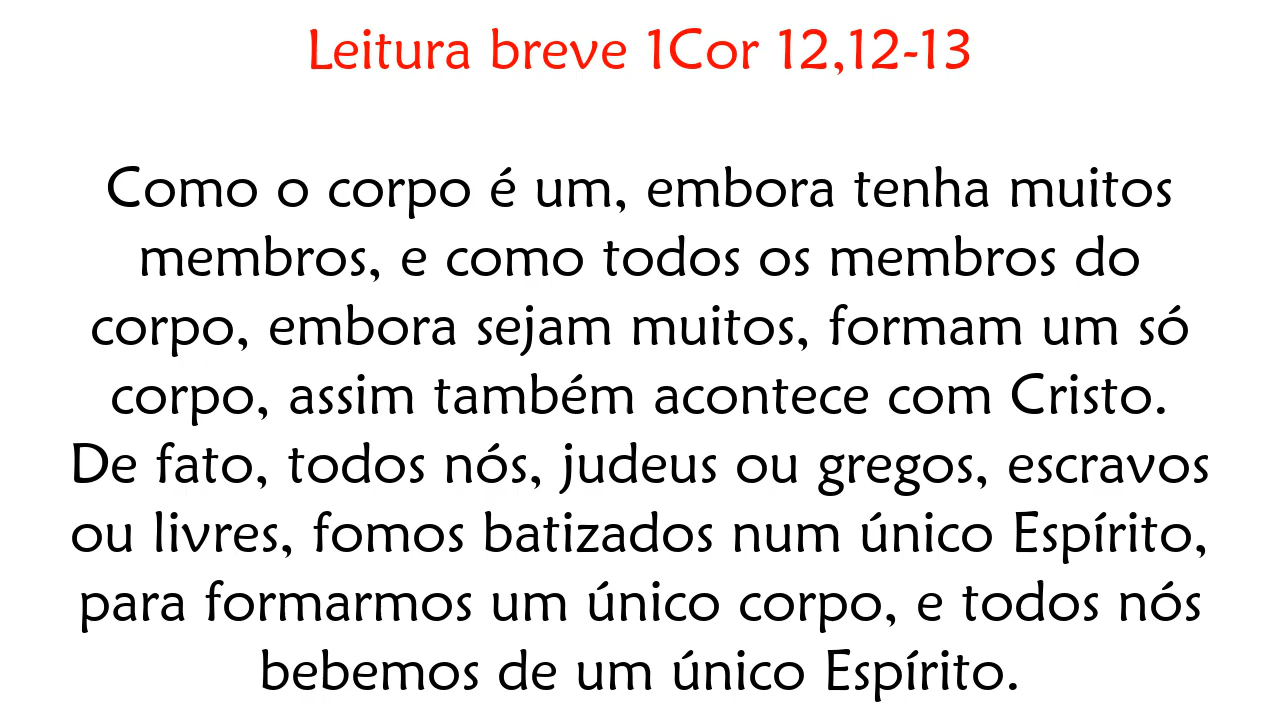 Leitura breve 1Cor 12,12-13
Como o corpo é um, embora tenha muitos
membros, e como todos os membros do
corpo, embora sejam muitos, formam um só
corpo, assim também acontece com Cristo.
De fato, todos nós, judeus ou gregos, escravos
ou livres, fomos batizados num único Espírito,
para formarmos um único corpo, e todos nós
bebemos de um único Espírito.